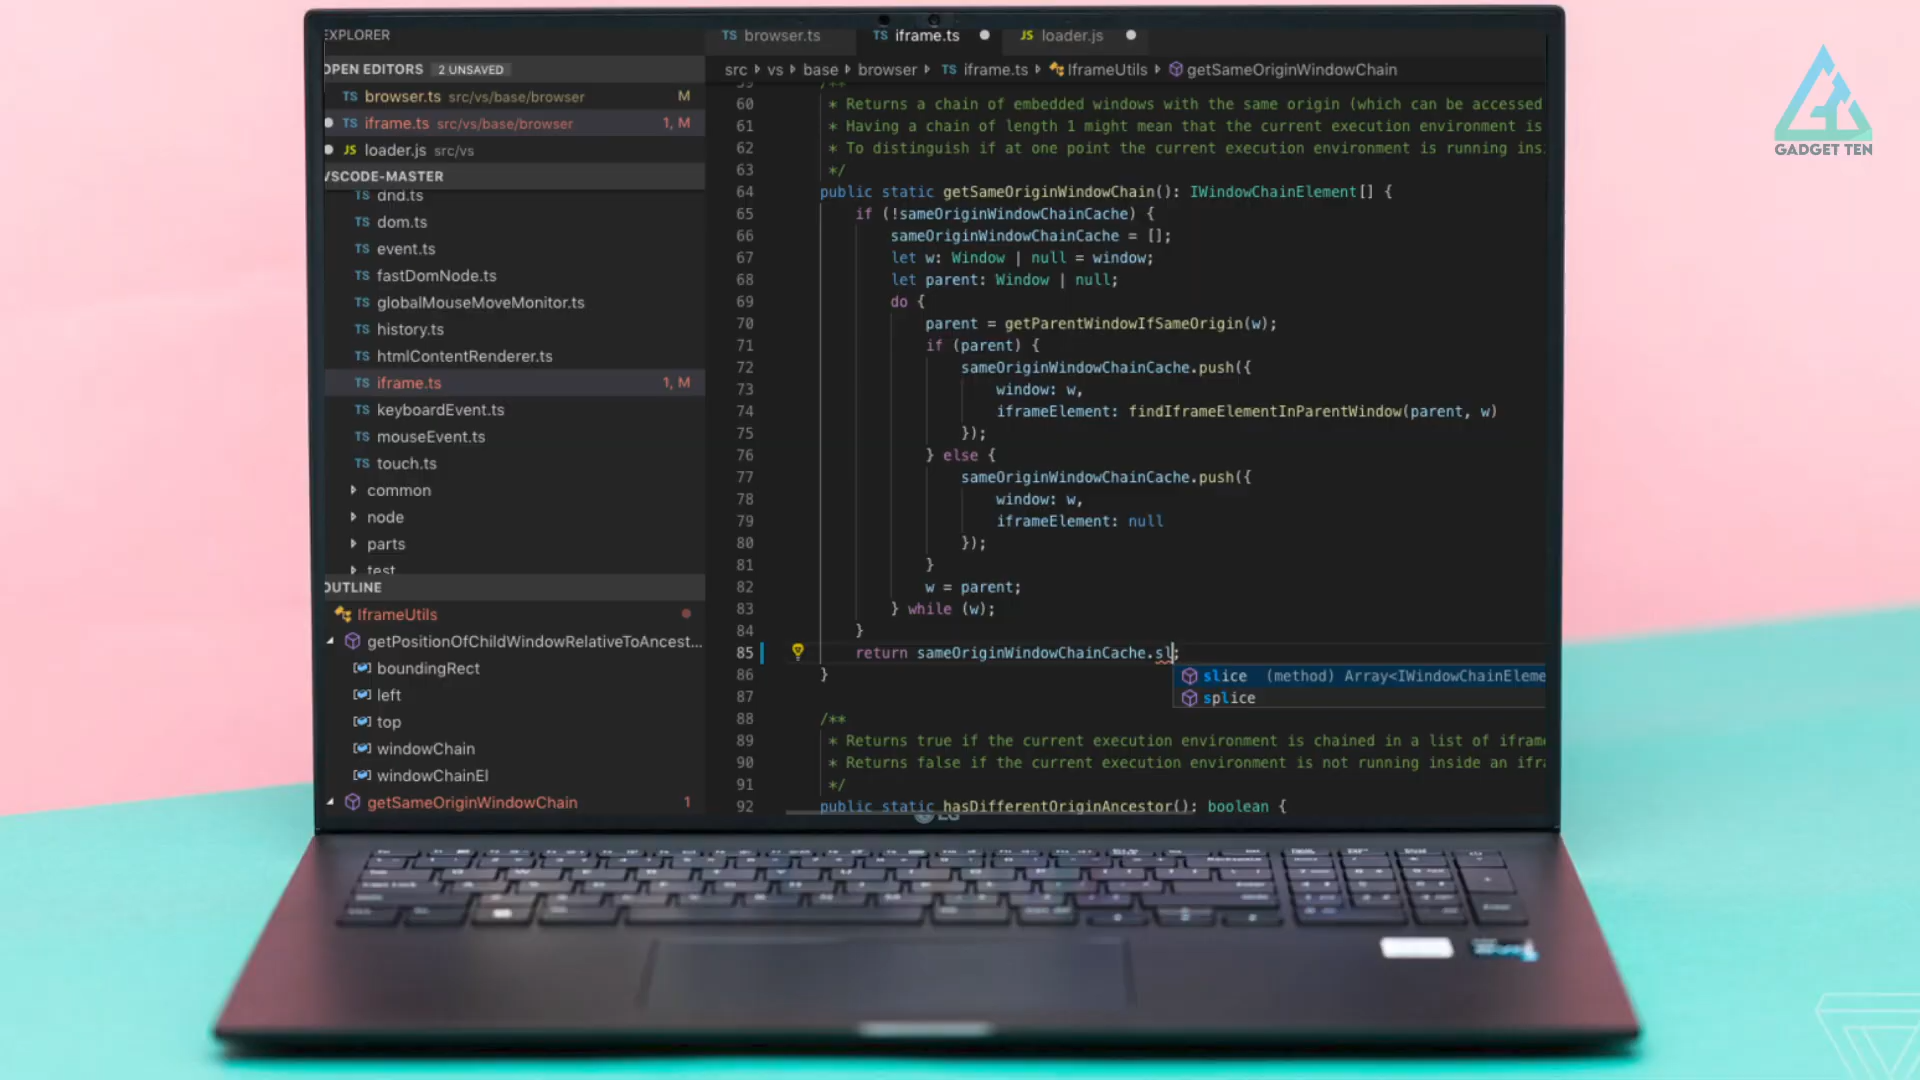 EXPLORER
OPEN EDITORS 2 UNSAVED
TS browser.ts src/vs/base/browser M
TS iframe.ts src/vs/base/browser 1, M
JS loader.js src/vs
VSCODE-MASTER
TS dnd.ts
TS dom.ts
TS event.ts
TS fastDomNode.ts
TS globalMouseMoveMonitor.ts
TS history.ts
TS htmlContentRenderer.ts
TS iframe.ts 1, M
TS keyboardEvent.ts
TS mouseEvent.ts
TS touch.ts
common
node
parts
test
OUTLINE
IframeUtils
getPositionOfChildWindowRelativeToAncest...
boundingRect
left
top
windowChain
windowChainEl
getSameOriginWindowChain 1
TS browser.ts TS iframe.ts JS loader.js
src vs base browser TS iframe.ts IframeUtils getSameOriginWindowChain
59 /**
60 * Returns a chain of embedded windows with the same origin (which can be accessed
61 * Having a chain of length 1 might mean that the current execution environment is
62 * To distinguish if at one point the current execution environment is running ins
63 */
64 public static getSameOriginWindowChain(): IWindowChainElement[] {
65 if (!sameOriginWindowChainCache) {
66 sameOriginWindowChainCache = [];
67 let w: Window | null = window;
68 let parent: Window | null;
69 do {
70 parent = getParentWindowIfSameOrigin(w);
71 if (parent) {
72 sameOriginWindowChainCache.push({
73 window: w,
74 iframeElement: findIframeElementInParentWindow(parent, w)
75 });
76 } else {
77 sameOriginWindowChainCache.push({
78 window: w,
79 iframeElement: null
80 });
81 }
82 w = parent;
83 } while (w);
84 }
85 return sameOriginWindowChainCache.sl;
slice (method) Array<IWindowChainEleme
86 }
splice
87
88 /**
89 * Returns true if the current execution environment is chained in a list of ifram
90 * Returns false if the current execution environment is not running inside an ifra
91 */
92 public static hasDifferentOriginAncestor(): boolean {
LG
GADGET TEN